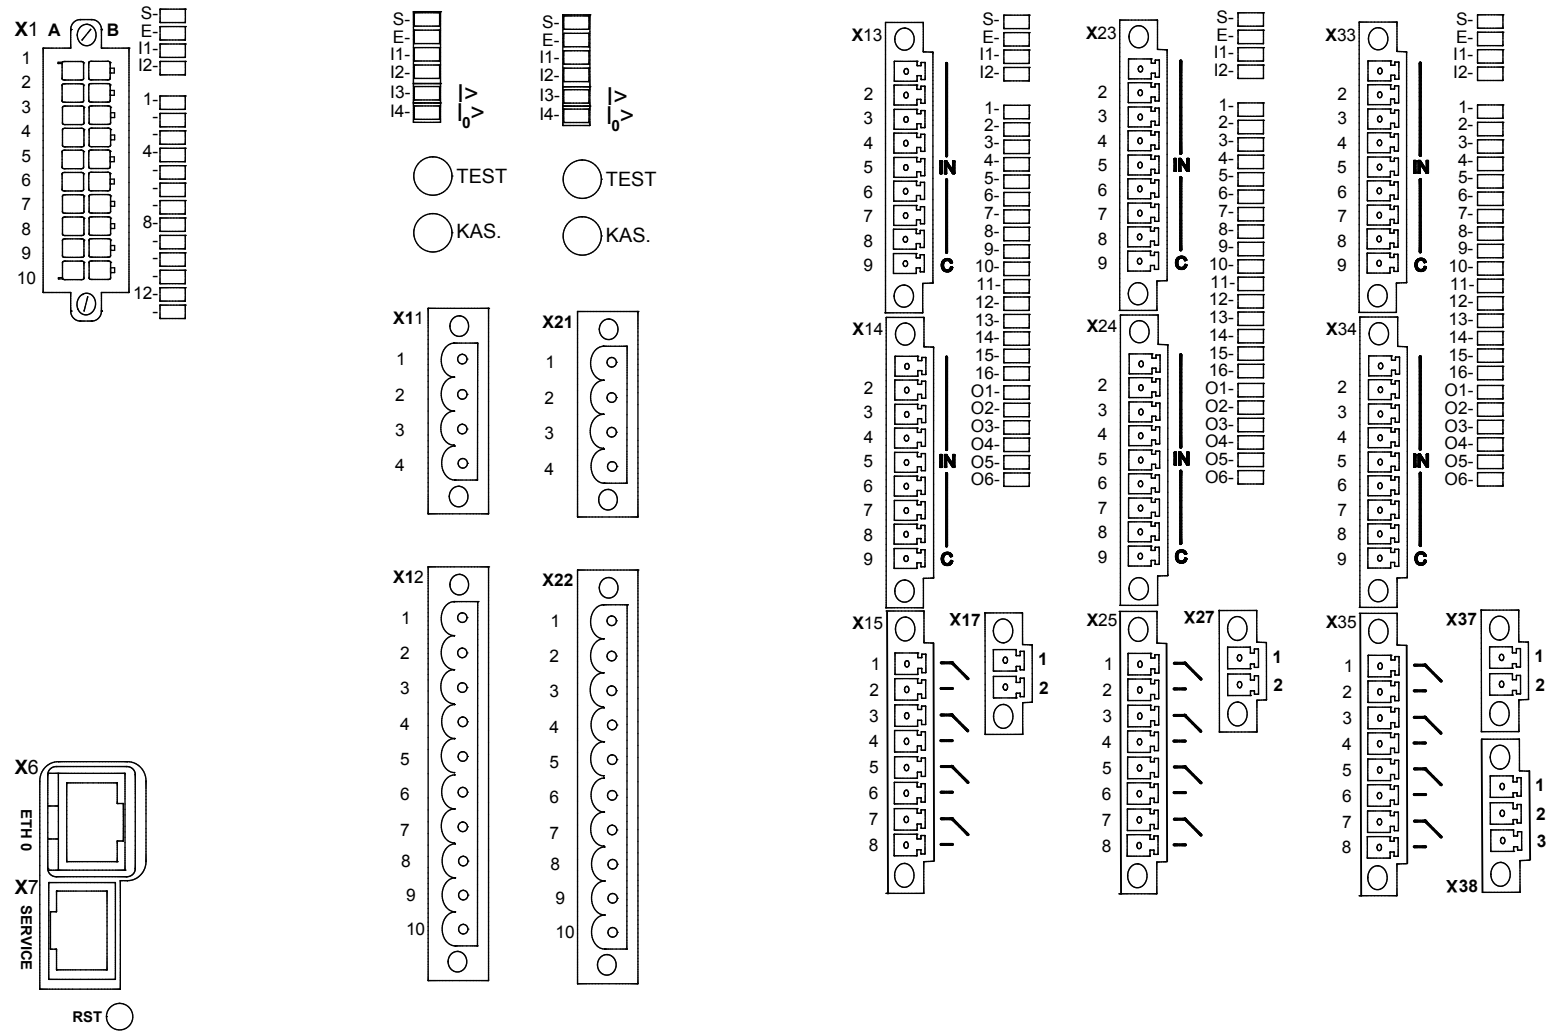 X1 A B
1
2
3
4
5
6
7
8
9
10
S-
E-
I1-
I2-
1-
-
-
4-
-
-
-
8-
-
-
-
12-
-
X6
ETH 0
X7
SERVICE
RST
S-
E-
I1-
I2-
I3- I>
I4- I0>
TEST
KAS.
X11
1
2
3
4
X12
1
2
3
4
5
6
7
8
9
10
S-
E-
I1-
I2-
I3- I>
I4- I0>
TEST
KAS.
X21
1
2
3
4
X22
1
2
3
4
5
6
7
8
9
10
X13
2
3
4
5 IN
6
7
8
9 C
X14
2
3
4
5 IN
6
7
8
9 C
X15
1
2
3
4
5
6
7
8
S-
E-
I1-
I2-
1-
2-
3-
4-
5-
6-
7-
8-
9-
10-
11-
12-
13-
14-
15-
16-
O1-
O2-
O3-
O4-
O5-
O6-
X17
1
2
X23
2
3
4
5 IN
6
7
8
9 C
X24
2
3
4
5 IN
6
7
8
9 C
X25
1
2
3
4
5
6
7
8
S-
E-
I1-
I2-
1-
2-
3-
4-
5-
6-
7-
8-
9-
10-
11-
12-
13-
14-
15-
16-
O1-
O2-
O3-
O4-
O5-
O6-
X27
1
2
X33
2
3
4
5 IN
6
7
8
9 C
X34
2
3
4
5 IN
6
7
8
9 C
X35
1
2
3
4
5
6
7
8
S-
E-
I1-
I2-
1-
2-
3-
4-
5-
6-
7-
8-
9-
10-
11-
12-
13-
14-
15-
16-
O1-
O2-
O3-
O4-
O5-
O6-
X37
1
2
1
2
3
X38